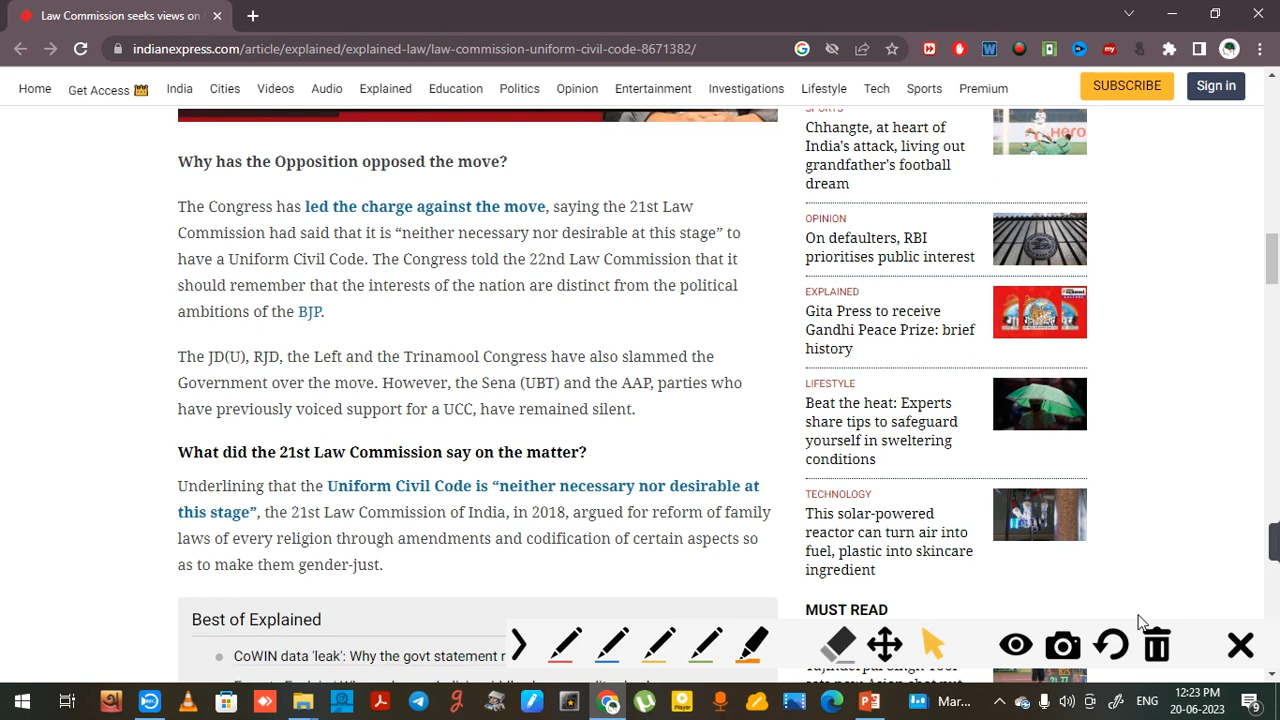 Law Commission seeks views on
indianexpress.com/article/explained/explained-law/law-commission-uniform-civil-code-8671382/
Home Get Access India Cities Videos Audio Explained Education Politics Opinion Entertainment Investigations Lifestyle Tech Sports Premium SUBSCRIBE Sign in
Why has the Opposition opposed the move?
The Congress has led the charge against the move, saying the 21st Law
Commission had said that it is “neither necessary nor desirable at this stage” to
have a Uniform Civil Code. The Congress told the 22nd Law Commission that it
should remember that the interests of the nation are distinct from the political
ambitions of the BJP.
The JD(U), RJD, the Left and the Trinamool Congress have also slammed the
Government over the move. However, the Sena (UBT) and the AAP, parties who
have previously voiced support for a UCC, have remained silent.
What did the 21st Law Commission say on the matter?
Underlining that the Uniform Civil Code is “neither necessary nor desirable at
this stage”, the 21st Law Commission of India, in 2018, argued for reform of family
laws of every religion through amendments and codification of certain aspects so
as to make them gender-just.
Best of Explained
CoWIN data 'leak': Why the govt statement r
SPORTS
Chhangte, at heart of
India's attack, living out
grandfather's football
dream
HERO
OPINION
On defaulters, RBI
prioritises public interest
EXPLAINED
Gita Press to receive
Gandhi Peace Prize: brief
history
LIFESTYLE
Beat the heat: Experts
share tips to safeguard
yourself in sweltering
conditions
TECHNOLOGY
This solar-powered
reactor can turn air into
fuel, plastic into skincare
ingredient
MUST READ
Tajinderpal Singh Toor
Player
Mar...
ENG
12:23 PM
20-06-2023
9